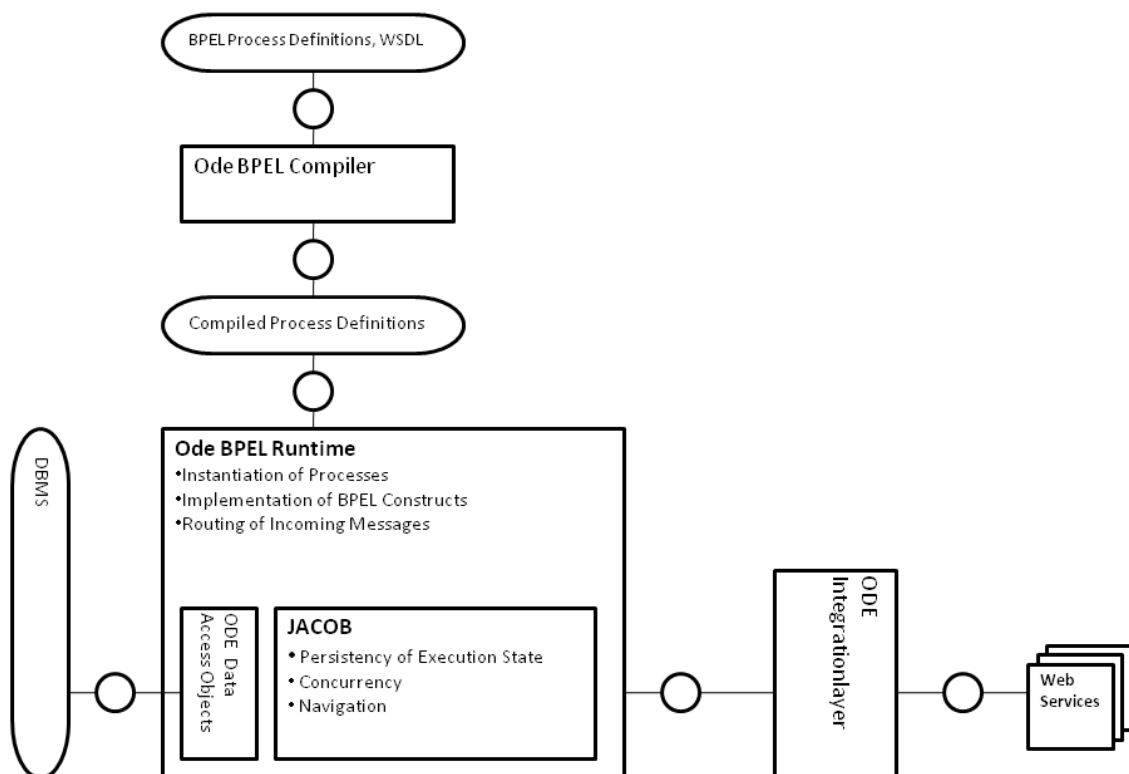 BPEL Process Definitions, WSDL
Ode BPEL Compiler
Compiled Process Definitions
DBMS
Ode BPEL Runtime
•Instantiation of Processes
•Implementation of BPEL Constructs
•Routing of Incoming Messages
ODE Data
Access Objects
JACOB
• Persistency of Execution State
• Concurrency
• Navigation
ODE
Integrationlayer
Web
Services